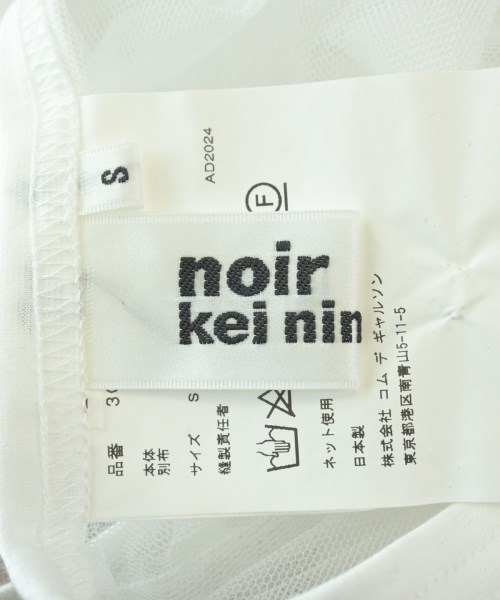 S
noir
kei nin
AD2024
品番 3
本体
別布
サイズ S
縫製責任者
F
ネット使用
日本製
株式会社 コム デ ギャルソン
東京都港区南青山5-11-5